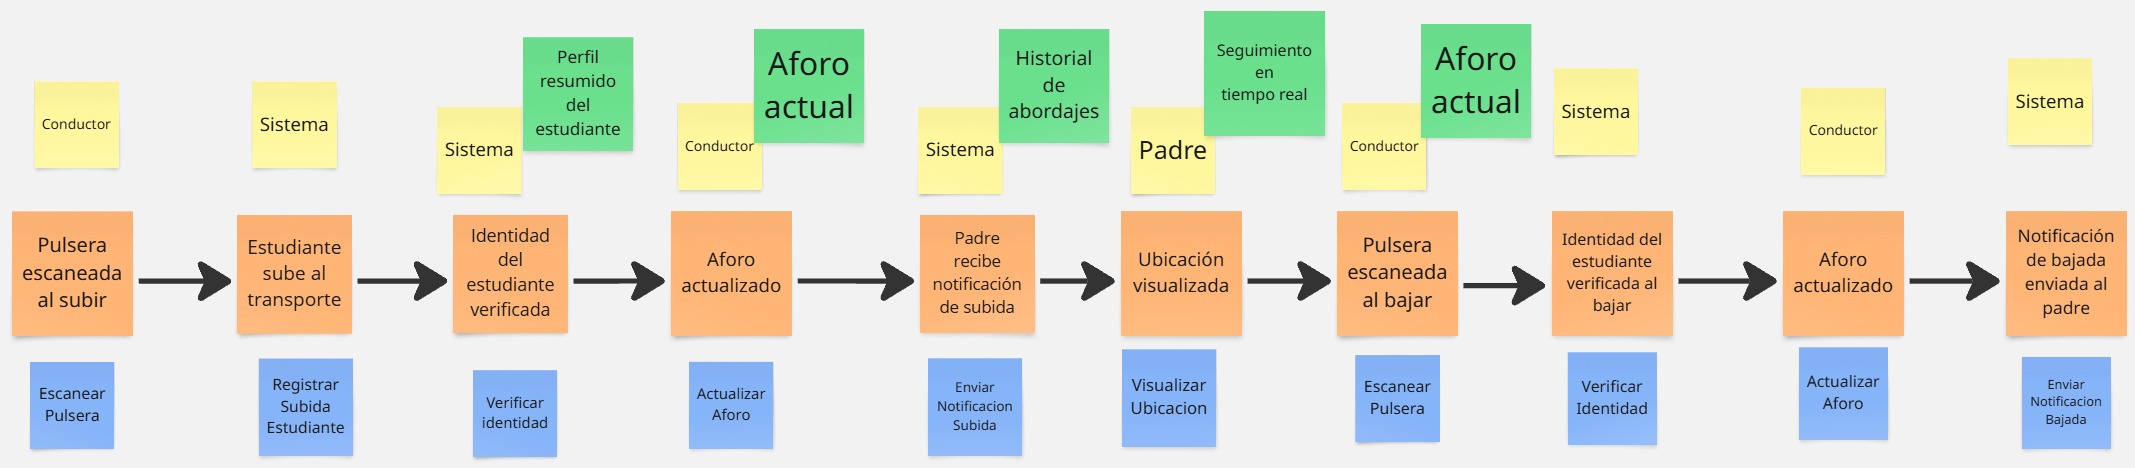 Conductor
Sistema
Sistema
Perfil
resumido
del
estudiante
Conductor
Aforo
actual
Sistema
Historial
de
abordajes
Padre
Seguimiento
en
tiempo real
Conductor
Aforo
actual
Sistema
Conductor
Sistema
Pulsera
escaneada
al subir
Estudiante
sube al
transporte
Identidad
del
estudiante
verificada
Aforo
actualizado
Padre
recibe
notificación
de subida
Ubicación
visualizada
Pulsera
escaneada
al bajar
Identidad del
estudiante
verificada al
bajar
Aforo
actualizado
Notificación
de bajada
enviada al
padre
Escanear
Pulsera
Registrar
Subida
Estudiante
Verificar
identidad
Actualizar
Aforo
Enviar
Notificacion
Subida
Visualizar
Ubicacion
Escanear
Pulsera
Verificar
Identidad
Actualizar
Aforo
Enviar
Notificacion
Bajada